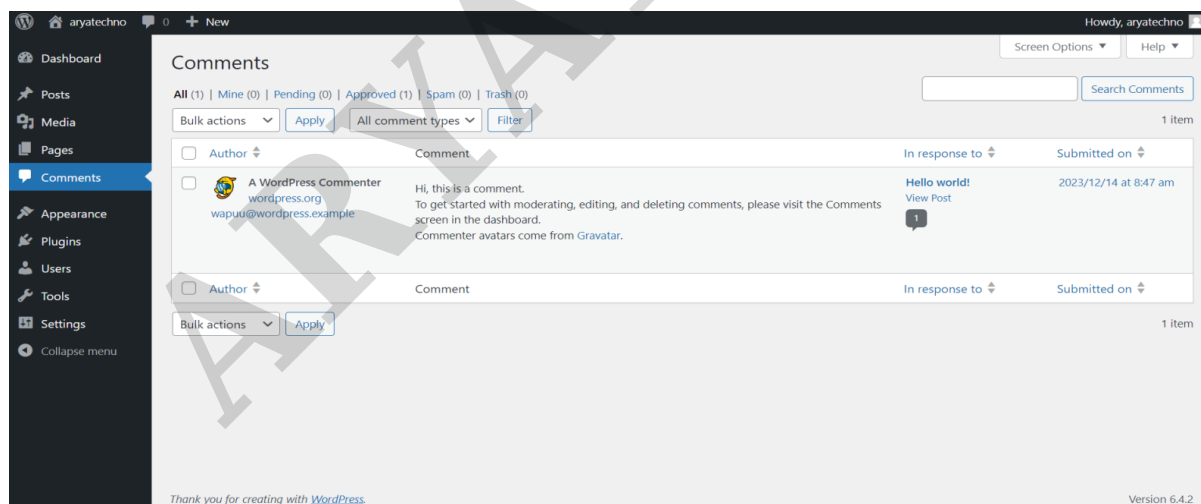 aryatechno 0 + New Howdy, aryatechno
Screen Options ▼ Help ▼
Dashboard
Posts
Media
Pages
Comments
Appearance
Plugins
Users
Tools
Settings
Collapse menu
Comments
All (1) | Mine (0) | Pending (0) | Approved (1) | Spam (0) | Trash (0)
Search Comments
Bulk actions Apply All comment types Filter 1 item
Author Comment In response to Submitted on
A WordPress Commenter
wordpress.org
wapuu@wordpress.example
Hi, this is a comment.
To get started with moderating, editing, and deleting comments, please visit the Comments
screen in the dashboard.
Commenter avatars come from Gravatar.
Hello world!
View Post
1
2023/12/14 at 8:47 am
Author Comment In response to Submitted on
Bulk actions Apply 1 item
Thank you for creating with WordPress. Version 6.4.2
ARYA